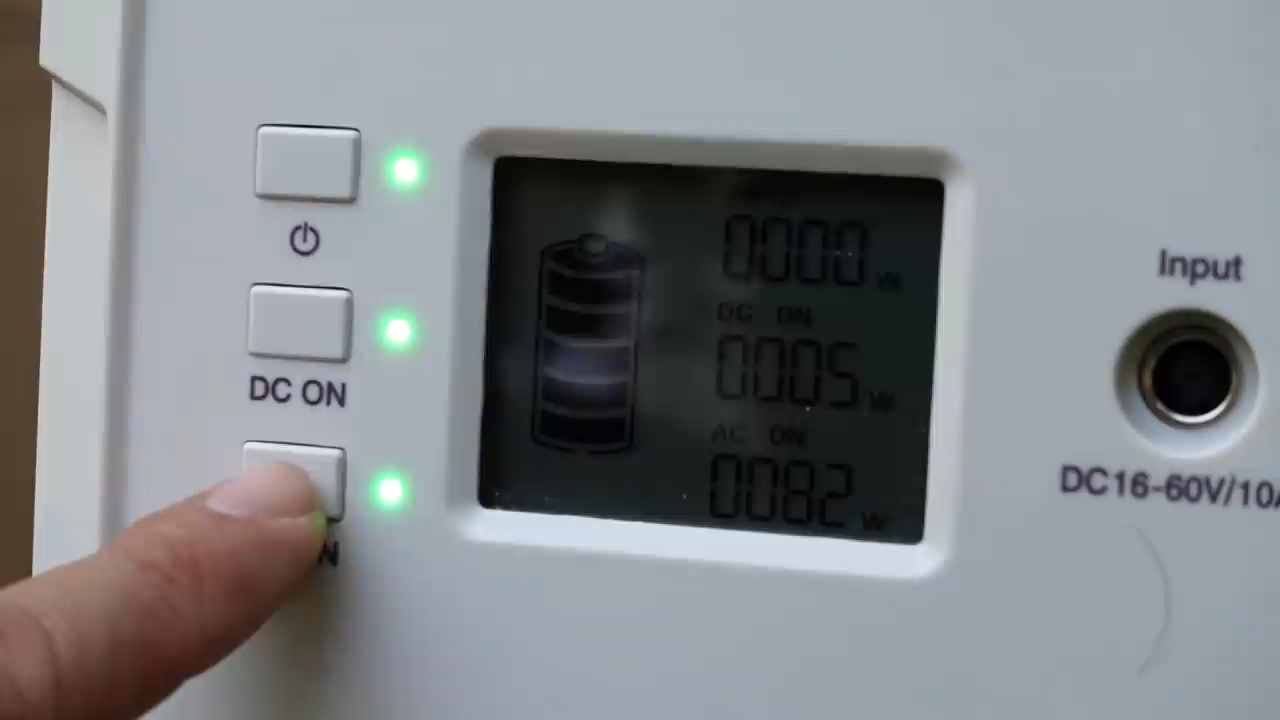 0000 W
DC ON
0005 W
AC ON
0082 W
DC ON
N
Input
DC16-60V/10A